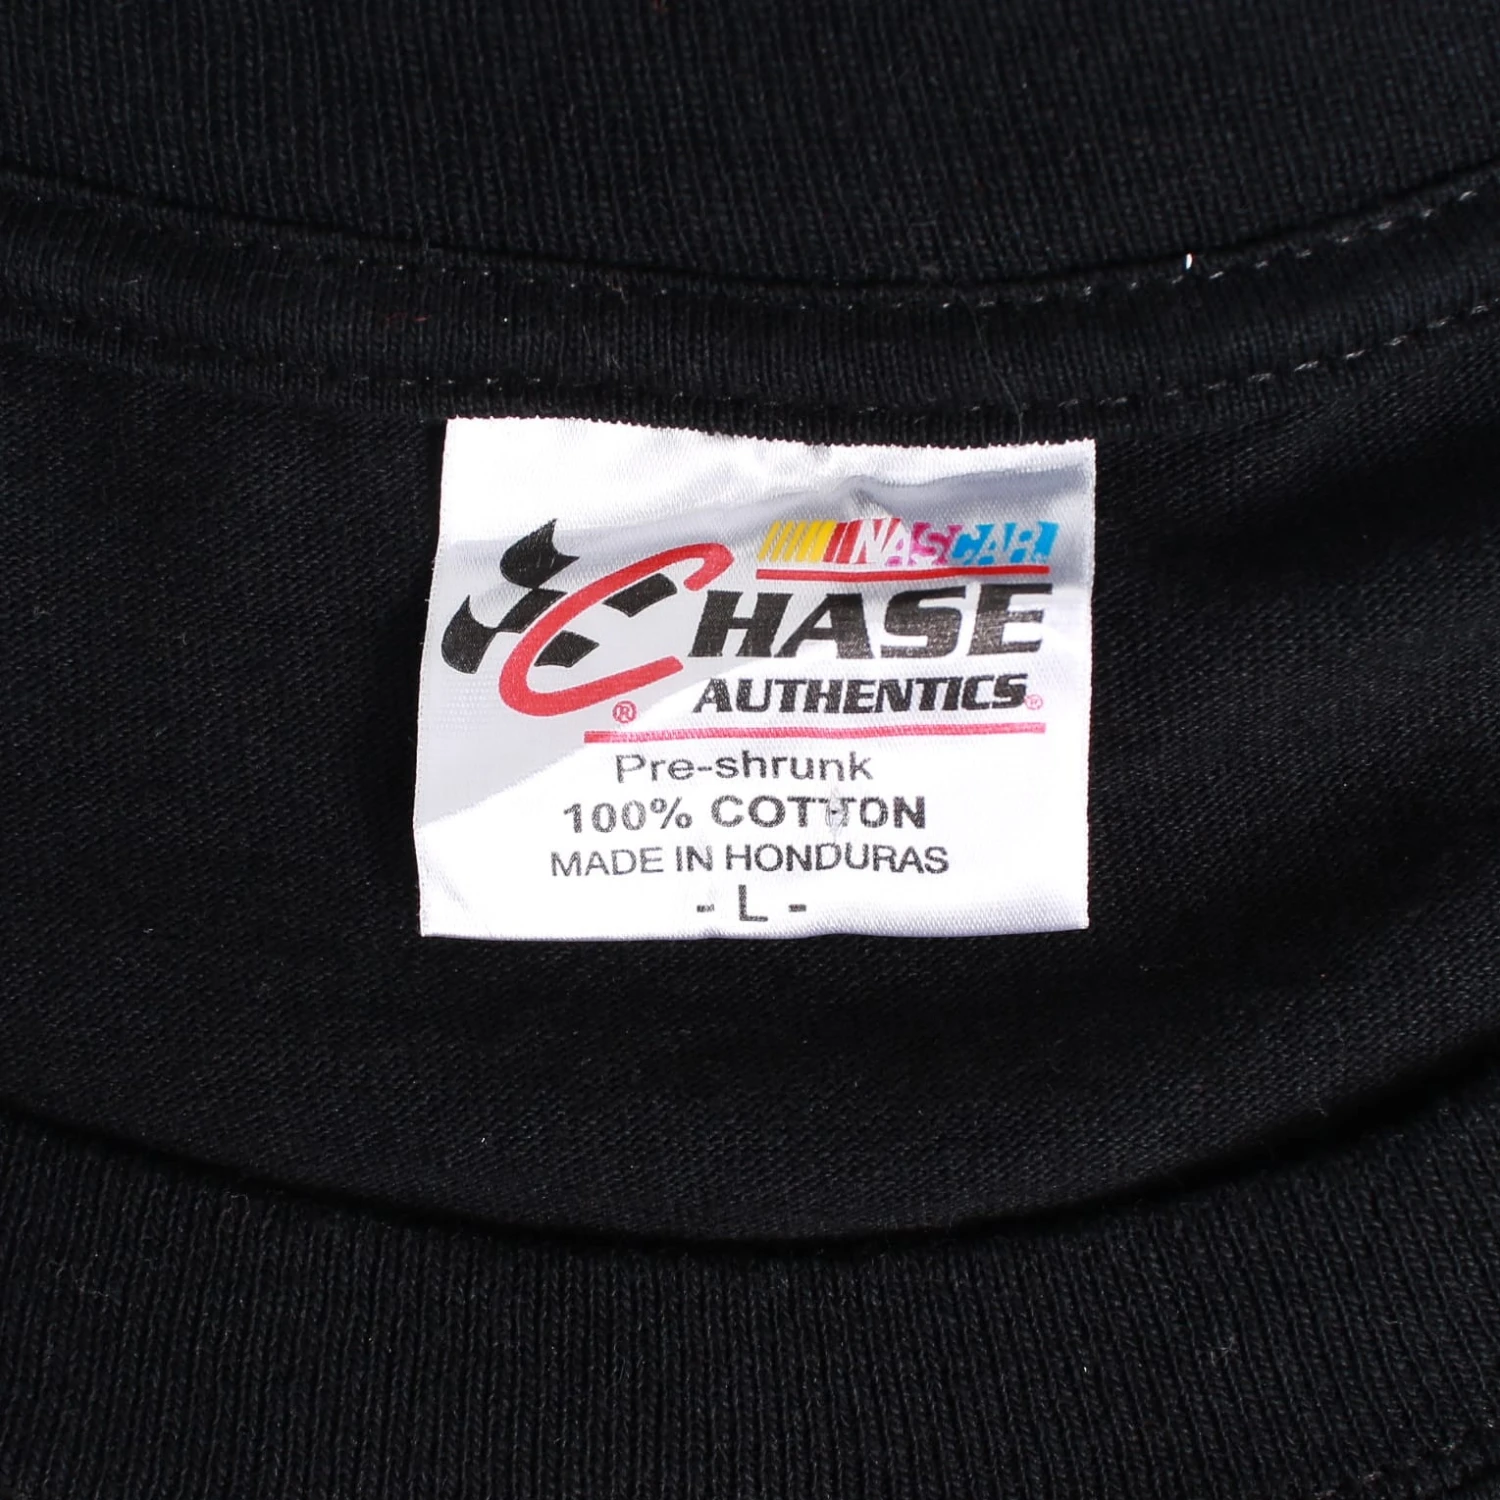 NASCAR
CHASE
AUTHENTICS®
®
Pre-shrunk
100% COTTON
MADE IN HONDURAS
- L -